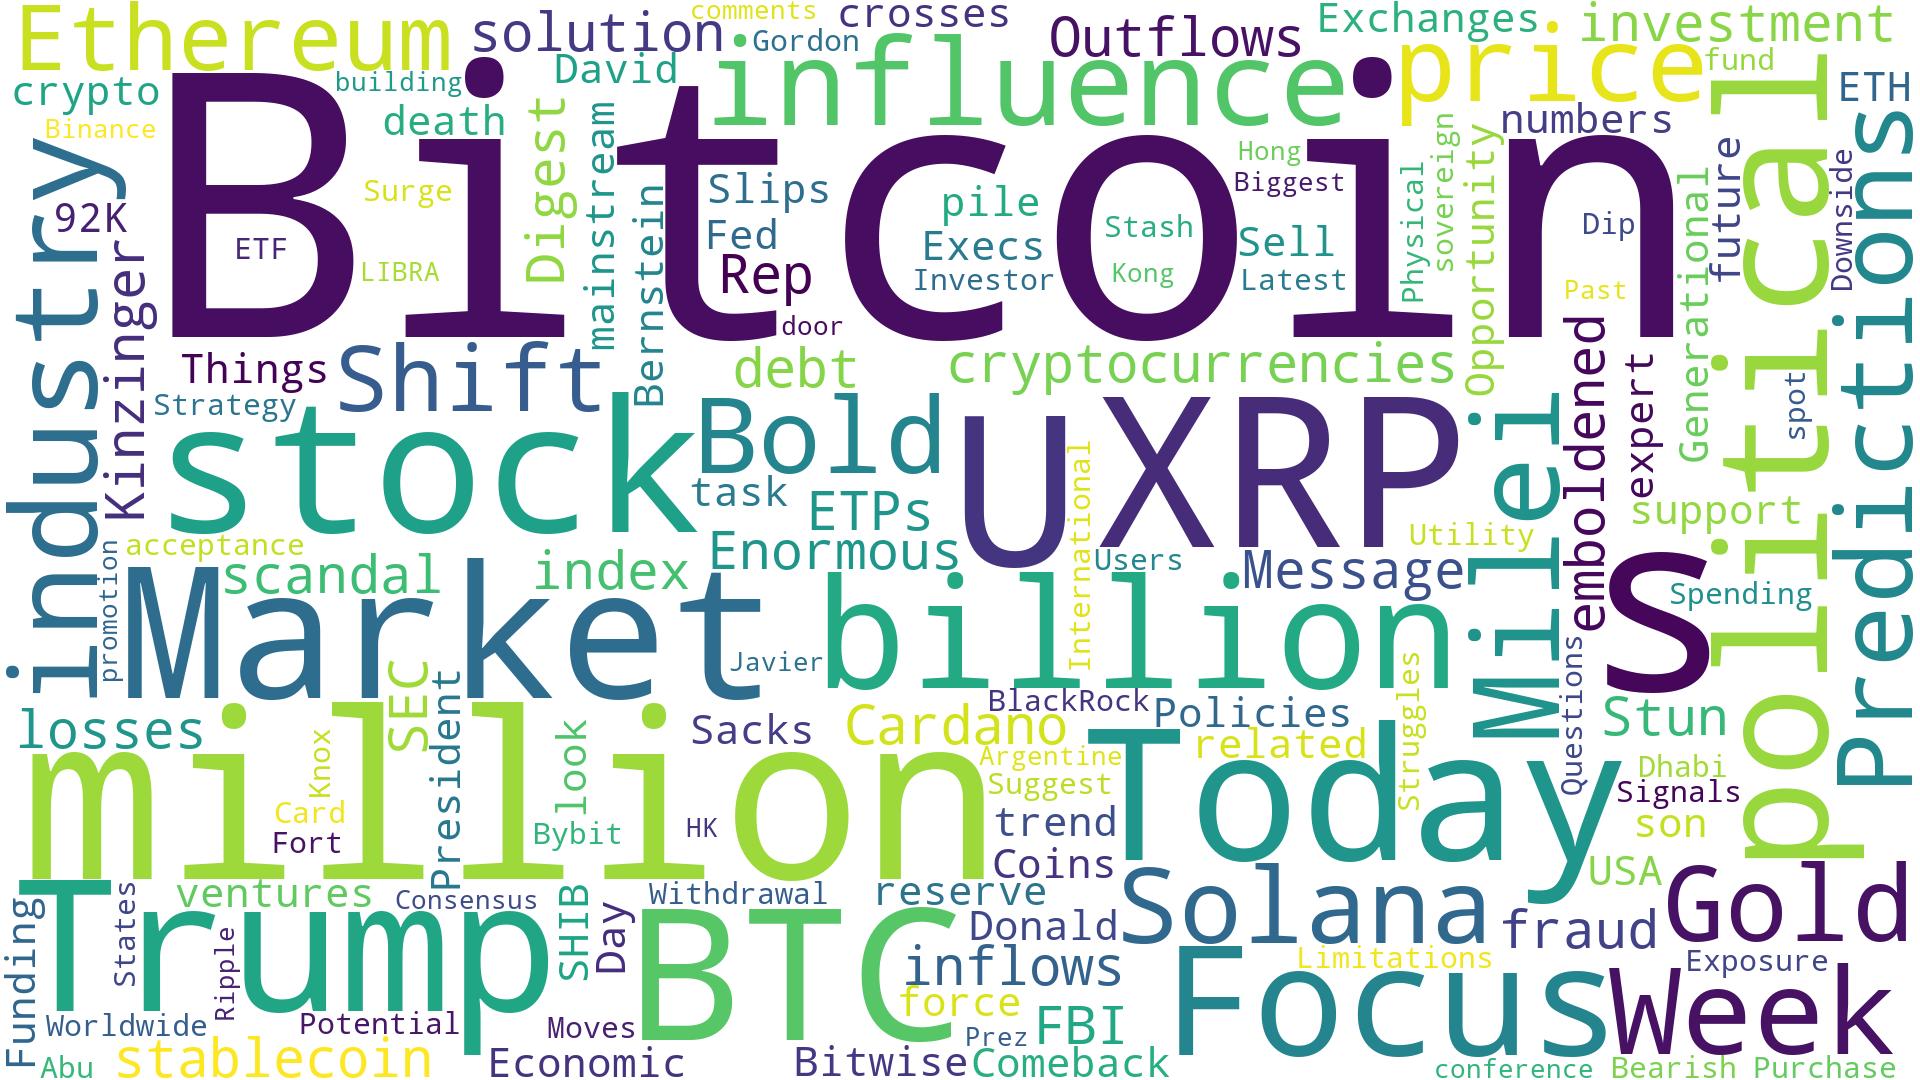 Ethereum
solution
comments
crosses
Gordon
Outflows
Exchanges
investment
crypto
building
David
influence
price
fund
ETH
Binance
death
numbers
Bitcoin
industry
92K
Kinzinger
ETF
Surge
LIBRA
Digest
mainstream
Bernstein
Slips
Fed
Rep
door
pile
Execs
Investor
Stash
Kong
Hong
Biggest
Sell
Latest
Physical
sovereign
Opportunity
Dip
Past
Generational
future
political
Downside
Predictions
Things
Shift
Strategy
debt
cryptocurrencies
emboldened
expert
spot
stock
Bold
UXRP
task
ETPs
Enormous
International
Users
Message
Utility
Milei
support
acceptance
scandal
index
promotion
Market
Javier
billion
S
Spending
losses
SEC
President
look
Sacks
Cardano
BlackRock
Policies
related
Struggles
Questions
Stun
Argentine
Suggest
Dhabi
Signals
son
million
Knox
Card
Fort
Bybit
HK
trend
Coins
Today
USA
Gold
ventures
Consensus
Withdrawal
reserve
Funding
Trump
States
Ripple
SHIB
Day
BTC
Donald
Solana
fraud
inflows
Limitations
Exposure
force
Focus
Week
Worldwide
Potential
Moves
Prez
FBI
Abu
stablecoin
Economic
Bitwise
Comeback
conference
Bearish
Purchase